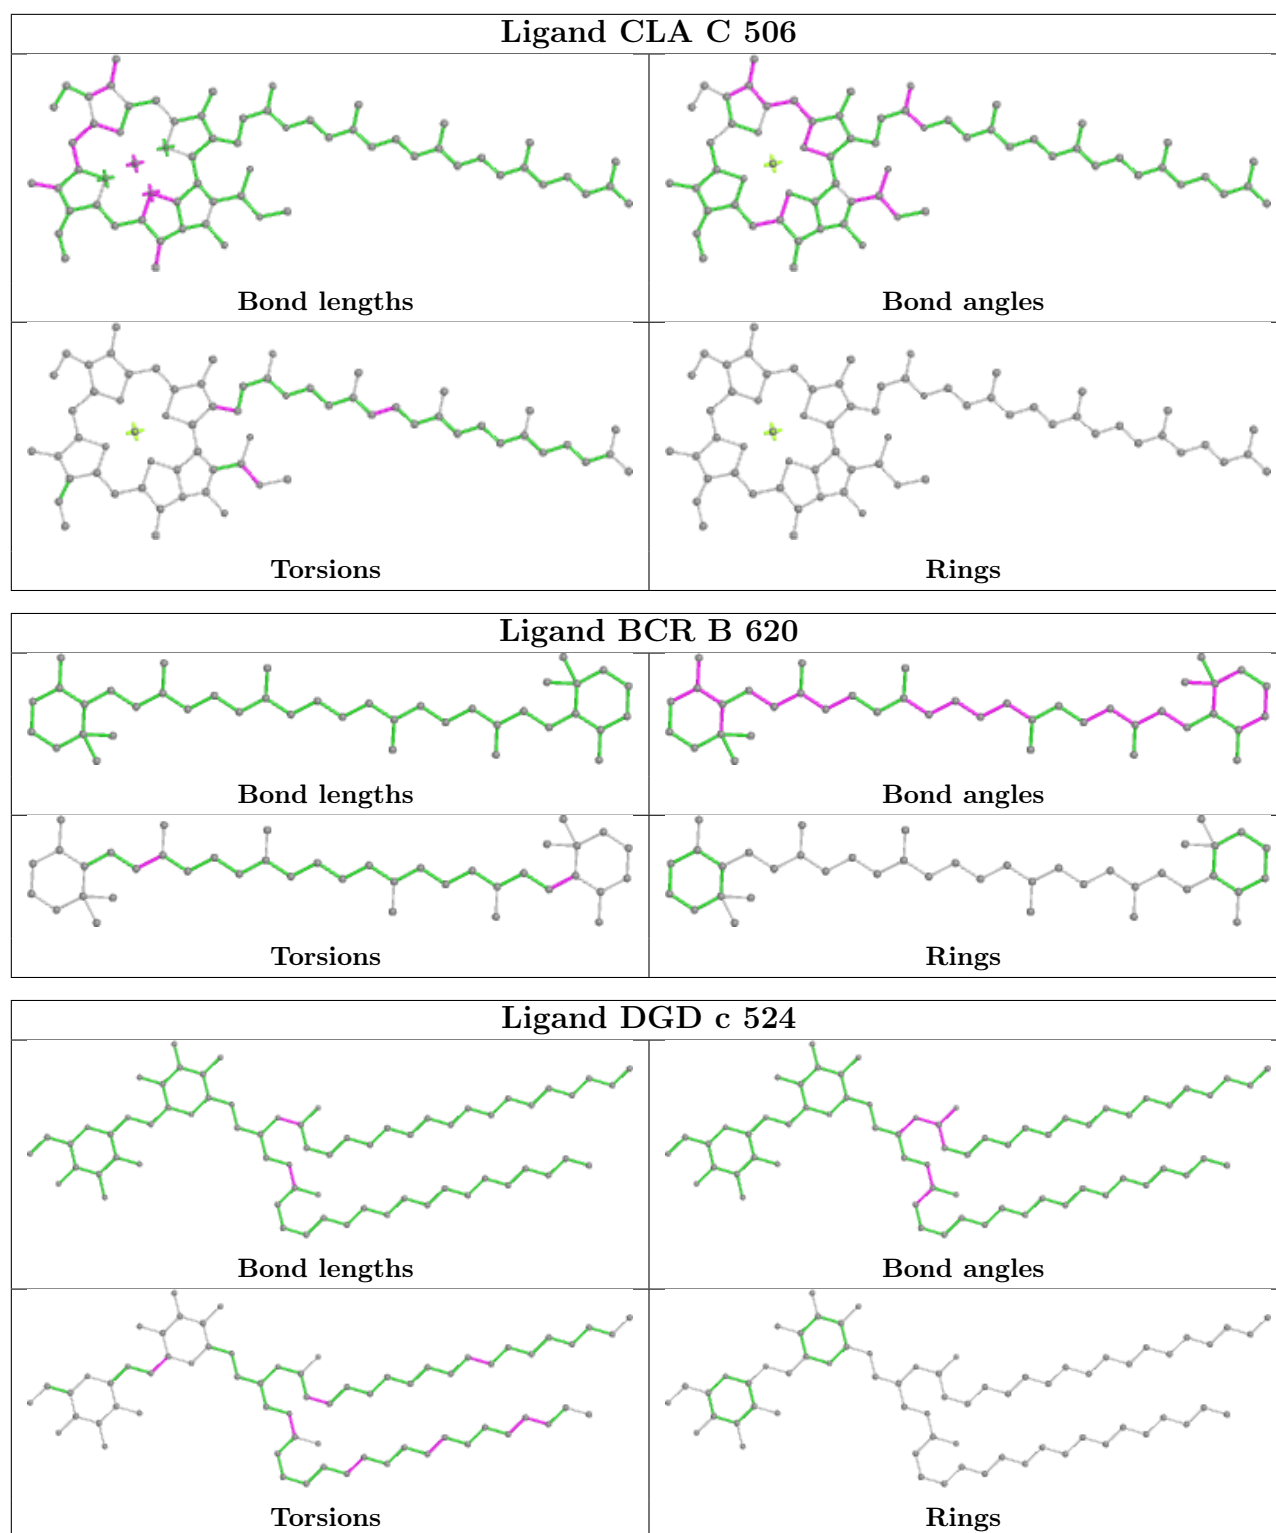 Ligand CLA C 506
Bond lengths
Bond angles
Torsions
Rings
Ligand BCR B 620
Bond lengths
Bond angles
Torsions
Rings
Ligand DGD c 524
Bond lengths
Bond angles
Torsions
Rings